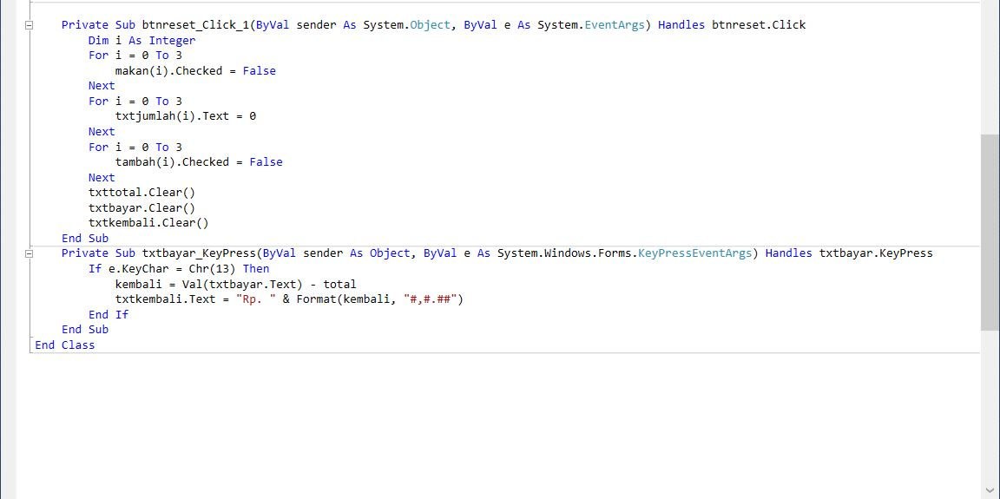 Private Sub btnreset_Click_1(ByVal sender As System.Object, ByVal e As System.EventArgs) Handles btnreset.Click
Dim i As Integer
For i = 0 To 3
makan(i).Checked = False
Next
For i = 0 To 3
txtjumlah(i).Text = 0
Next
For i = 0 To 3
tambah(i).Checked = False
Next
txttotal.Clear()
txtbayar.Clear()
txtkembali.Clear()
End Sub
Private Sub txtbayar_KeyPress(ByVal sender As Object, ByVal e As System.Windows.Forms.KeyPressEventArgs) Handles txtbayar.KeyPress
If e.KeyChar = Chr(13) Then
kembali = Val(txtbayar.Text) - total
txtkembali.Text = "Rp. " & Format(kembali, "#,#.##")
End If
End Sub
End Class